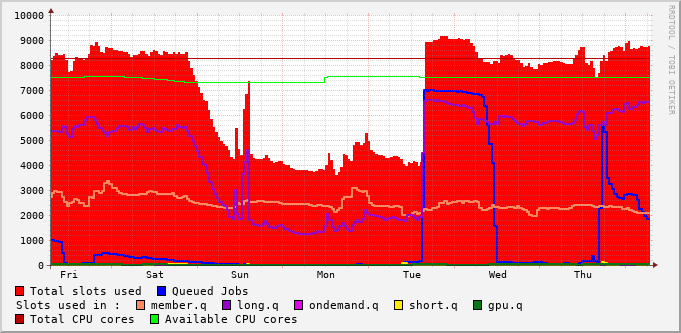 10000
9000
8000
7000
6000
5000
4000
3000
2000
1000
0
Fri Sat Sun Mon Tue Wed Thu
RRDTOOL / TOBI OETIKER
Total slots used Queued Jobs
Slots used in : member.q long.q ondemand.q short.q gpu.q
Total CPU cores Available CPU cores